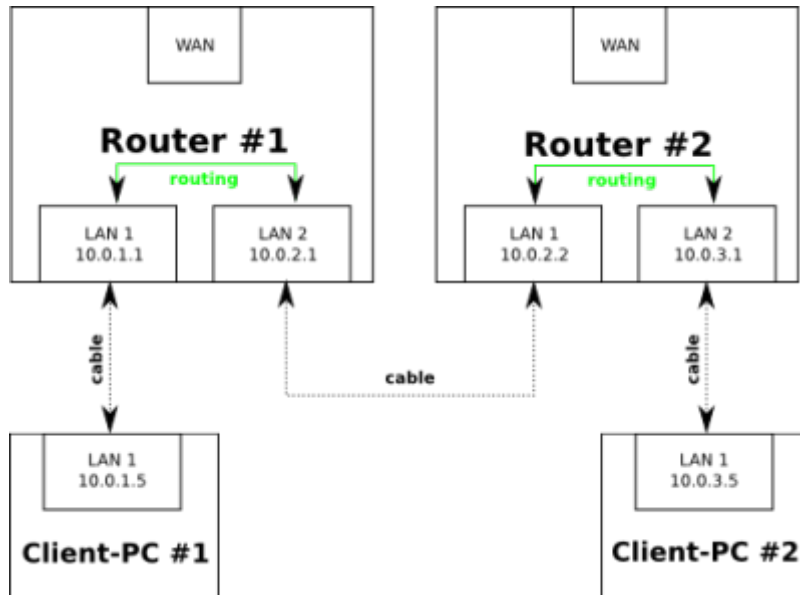 WAN
WAN
Router #1
Router #2
routing
routing
LAN 1
10.0.1.1
LAN 2
10.0.2.1
LAN 1
10.0.2.2
LAN 2
10.0.3.1
cable
cable
cable
LAN 1
10.0.1.5
LAN 1
10.0.3.5
Client-PC #1
Client-PC #2